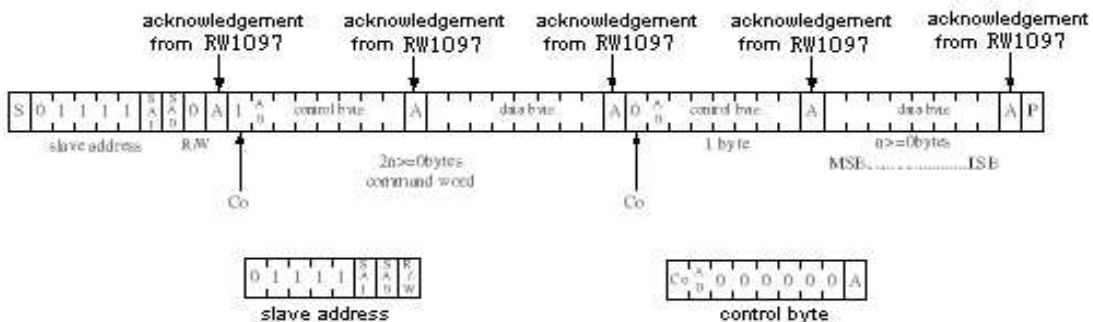 acknowledgement acknowledgement acknowledgement acknowledgement acknowledgement
from RW1097 from RW1097 from RW1097 from RW1097 from RW1097
S 0 1 1 1 1 SA1 SA0 0 A 1 A0 control byte A data byte A 0 A0 control byte A data byte A P
slave address R/W 1 byte n>=0bytes
2n>=0bytes MSB......................LSB
command word
Co Co
0 1 1 1 1 SA1 SA0 R/W Co A0 0 0 0 0 0 0 A
slave address control byte